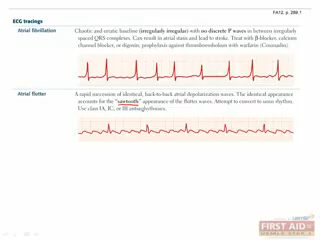 FA12, p. 289.1
ECG tracings
Atrial fibrillation
Chaotic and erratic baseline (irregularly irregular) with no discrete P waves in between irregularly
spaced QRS complexes. Can result in atrial stasis and lead to stroke. Treat with β-blocker, calcium
channel blocker, or digoxin; prophylaxis against thromboembolism with warfarin (Coumadin).
Atrial flutter
A rapid succession of identical, back-to-back atrial depolarization waves. The identical appearance
accounts for the "sawtooth" appearance of the flutter waves. Attempt to convert to sinus rhythm.
Use class IA, IC, or III antiarrhythmics.
FIRST AID